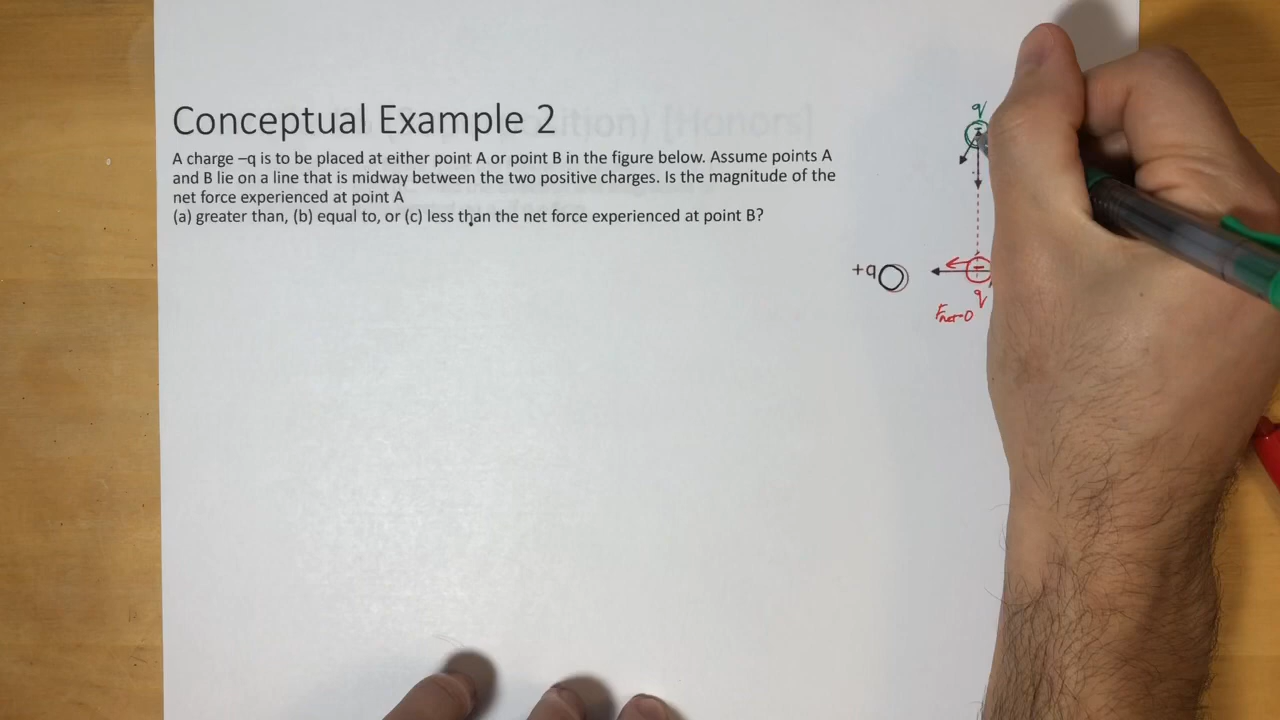 Conceptual Example 2
A charge –q is to be placed at either point A or point B in the figure below. Assume points A
and B lie on a line that is midway between the two positive charges. Is the magnitude of the
net force experienced at point A
(a) greater than, (b) equal to, or (c) less than the net force experienced at point B?
q
+q
q
Fnet=0